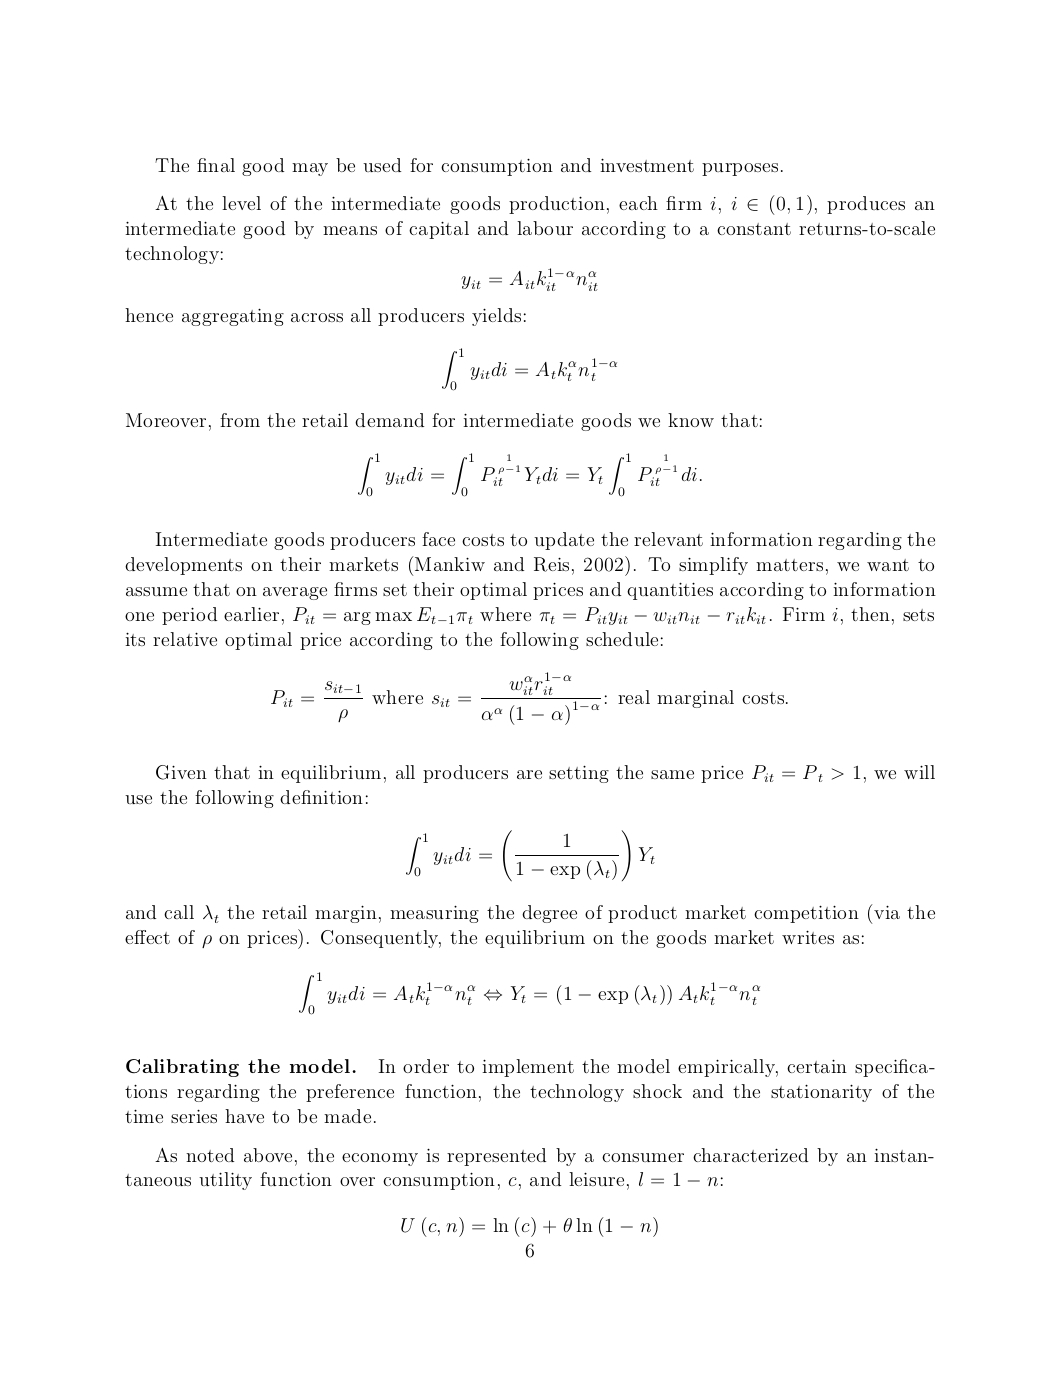 The final good may be used for consumption and investment purposes.
At the level of the intermediate goods production, each firm $i$, $i \in (0, 1)$, produces an
intermediate good by means of capital and labour according to a constant returns-to-scale
technology:
$y_{it} = A_{it} k_{it}^{1-\alpha} n_{it}^{\alpha}$
hence aggregating across all producers yields:
$\int_0^1 y_{it} di = A_t k_t^{\alpha} n_t^{1-\alpha}$
Moreover, from the retail demand for intermediate goods we know that:
$\int_0^1 y_{it} di = \int_0^1 P_{it}^{\frac{1}{\rho-1}} Y_t di = Y_t \int_0^1 P_{it}^{\frac{1}{\rho-1}} di.$
Intermediate goods producers face costs to update the relevant information regarding the
developments on their markets (Mankiw and Reis, 2002). To simplify matters, we want to
assume that on average firms set their optimal prices and quantities according to information
one period earlier, $P_{it} = \arg\max E_{t-1} \pi_t$ where $\pi_t = P_{it} y_{it} - w_{it} n_{it} - r_{it} k_{it}$. Firm $i$, then, sets
its relative optimal price according to the following schedule:
$P_{it} = \frac{s_{it-1}}{\rho}$ where $s_{it} = \frac{w_{it}^{\alpha} r_{it}^{1-\alpha}}{\alpha^{\alpha} (1-\alpha)^{1-\alpha}}$: real marginal costs.
Given that in equilibrium, all producers are setting the same price $P_{it} = P_t > 1$, we will
use the following definition:
$\int_0^1 y_{it} di = \left( \frac{1}{1 - \exp(\lambda_t)} \right) Y_t$
and call $\lambda_t$ the retail margin, measuring the degree of product market competition (via the
effect of $\rho$ on prices). Consequently, the equilibrium on the goods market writes as:
$\int_0^1 y_{it} di = A_t k_t^{1-\alpha} n_t^{\alpha} \Leftrightarrow Y_t = (1 - \exp(\lambda_t)) A_t k_t^{1-\alpha} n_t^{\alpha}$
Calibrating the model. In order to implement the model empirically, certain specifica-
tions regarding the preference function, the technology shock and the stationarity of the
time series have to be made.
As noted above, the economy is represented by a consumer characterized by an instan-
taneous utility function over consumption, $c$, and leisure, $l = 1 - n$:
$U(c, n) = \ln(c) + \theta \ln(1 - n)$
6